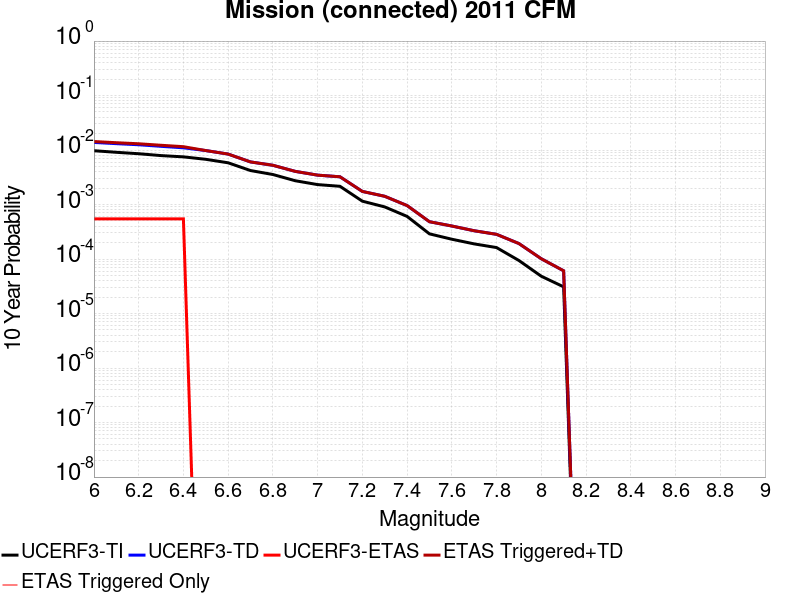 Mission (connected) 2011 CFM
10 0
10 -1
10 -2
10 -3
10 -4
10 -5
10 -6
10 -7
10 -8
10 Year Probability
6 6.2 6.4 6.6 6.8 7 7.2 7.4 7.6 7.8 8 8.2 8.4 8.6 8.8 9
Magnitude
UCERF3-TI UCERF3-TD UCERF3-ETAS ETAS Triggered+TD
ETAS Triggered Only